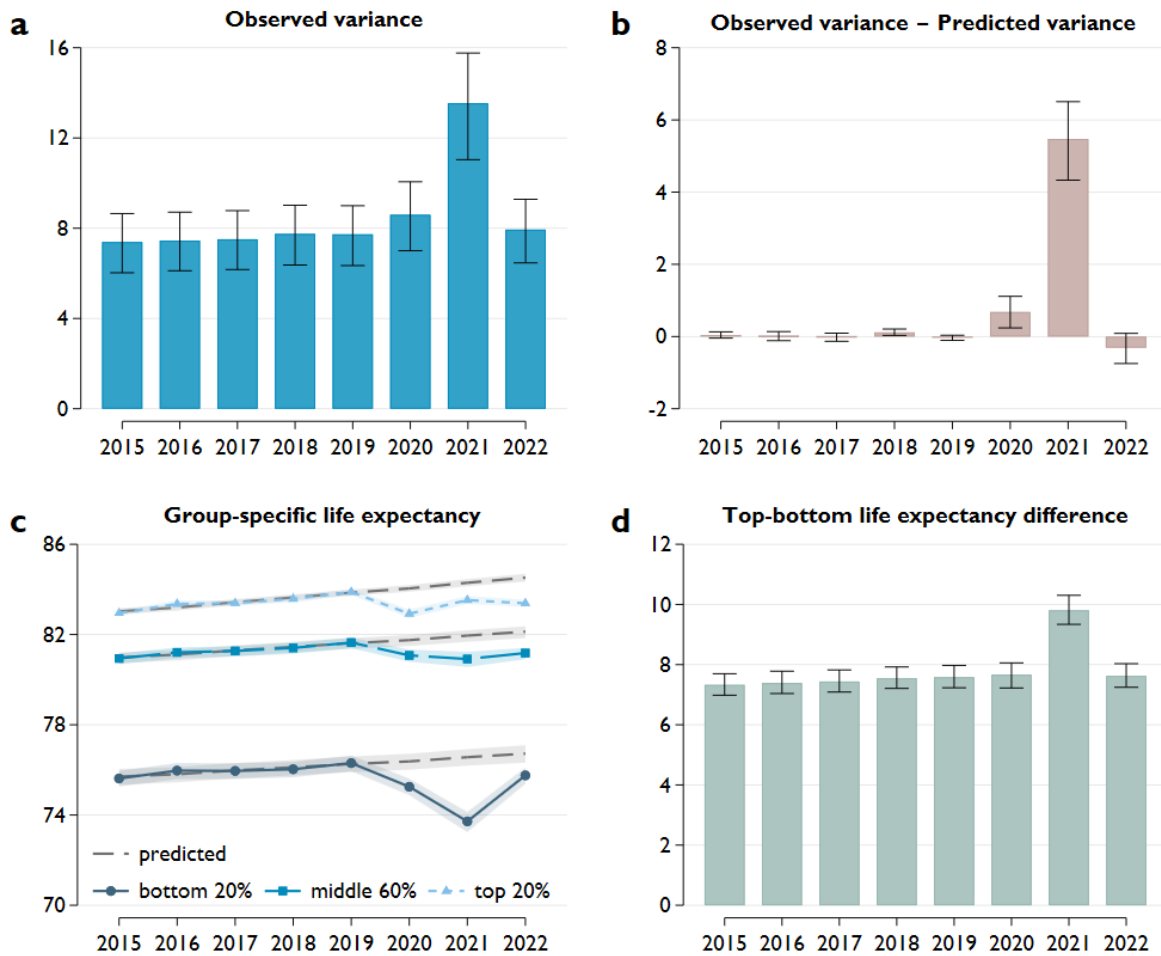 a
Observed variance
16
12
8
4
0
2015 2016 2017 2018 2019 2020 2021 2022
b
Observed variance – Predicted variance
8
6
4
2
0
-2
2015 2016 2017 2018 2019 2020 2021 2022
c
Group-specific life expectancy
86
82
78
74
70
predicted
bottom 20% middle 60% top 20%
2015 2016 2017 2018 2019 2020 2021 2022
d
Top-bottom life expectancy difference
12
10
8
6
4
2
0
2015 2016 2017 2018 2019 2020 2021 2022